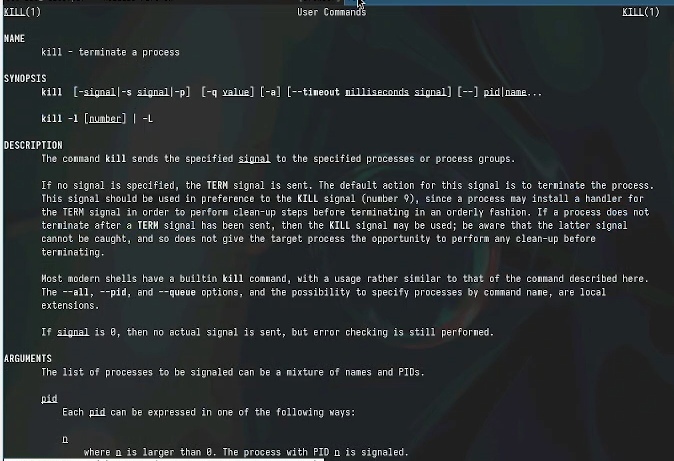 KILL(1) User Commands KILL(1)
NAME
kill - terminate a process
SYNOPSIS
kill [-signal|-s signal|-p] [-q value] [-a] [--timeout milliseconds signal] [--] pid|name...
kill -l [number] | -L
DESCRIPTION
The command kill sends the specified signal to the specified processes or process groups.
If no signal is specified, the TERM signal is sent. The default action for this signal is to terminate the process.
This signal should be used in preference to the KILL signal (number 9), since a process may install a handler for
the TERM signal in order to perform clean-up steps before terminating in an orderly fashion. If a process does not
terminate after a TERM signal has been sent, then the KILL signal may be used; be aware that the latter signal
cannot be caught, and so does not give the target process the opportunity to perform any clean-up before
terminating.
Most modern shells have a builtin kill command, with a usage rather similar to that of the command described here.
The --all, --pid, and --queue options, and the possibility to specify processes by command name, are local
extensions.
If signal is 0, then no actual signal is sent, but error checking is still performed.
ARGUMENTS
The list of processes to be signaled can be a mixture of names and PIDs.
pid
Each pid can be expressed in one of the following ways:
n
where n is larger than 0. The process with PID n is signaled.